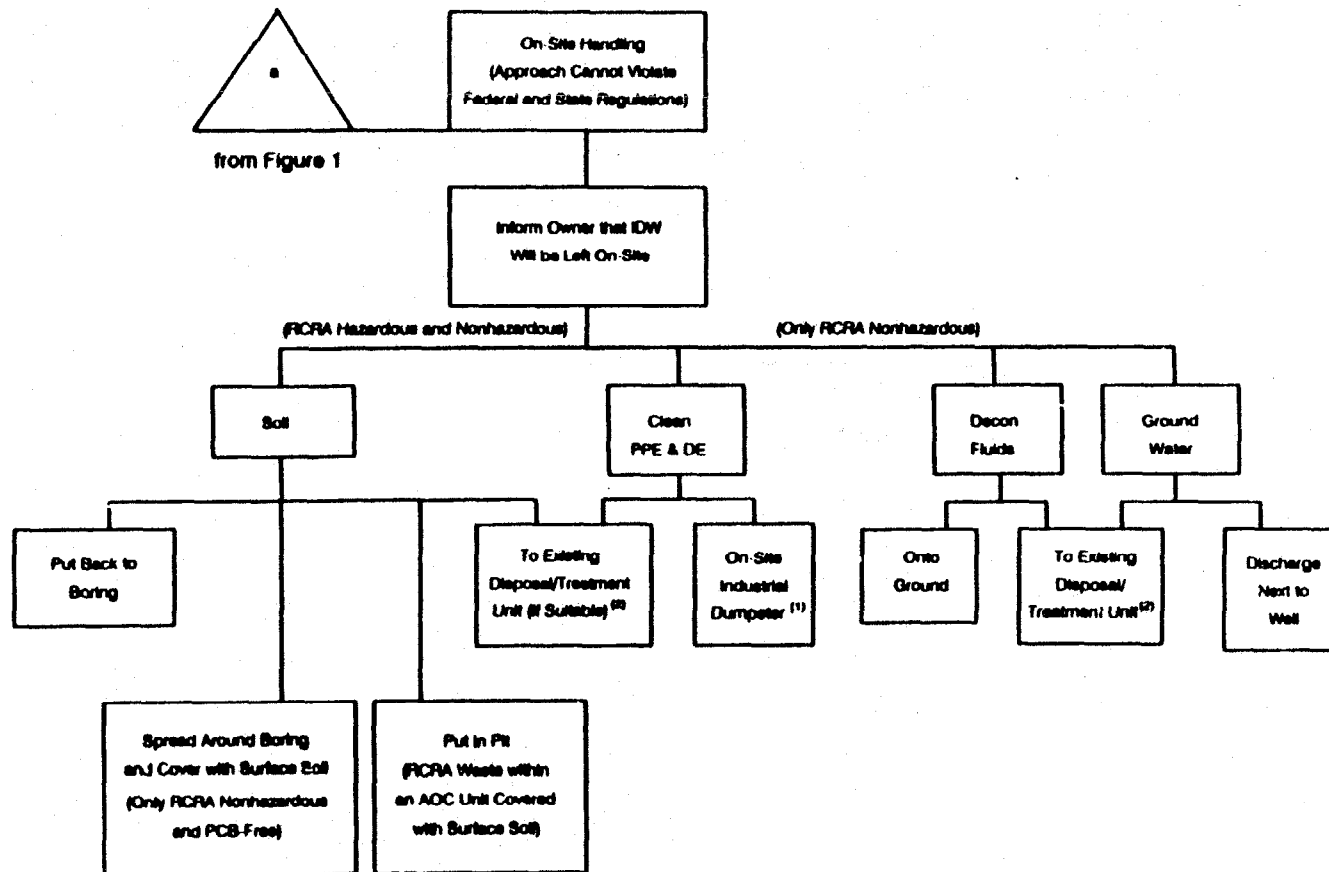 a
from Figure 1
On-Site Handling
(Approach Cannot Violate
Federal and State Regulations)
Inform Owner that IDW
Will be Left On-Site
(RCRA Hazardous and Nonhazardous)
(Only RCRA Nonhazardous)
Soil
Clean
PPE & DE
Decon
Fluids
Ground
Water
Put Back to
Boring
To Existing
Disposal/Treatment
Unit (if Suitable) (2)
On-Site
Industrial
Dumpster (1)
Onto
Ground
To Existing
Disposal/
Treatment Unit (2)
Discharge
Next to
Well
Spread Around Boring
and Cover with Surface Soil
(Only RCRA Nonhazardous
and PCB-Free)
Put in Pit
(RCRA Waste within
an AOC Unit Covered
with Surface Soil)